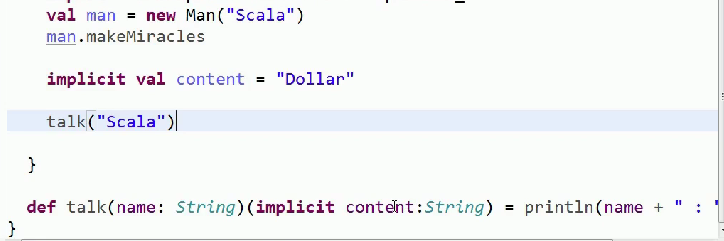 val man = new Man("Scala")
man.makeMiracles
implicit val content = "Dollar"
talk("Scala")
}
def talk(name: String)(implicit content:String) = println(name + " : "
}